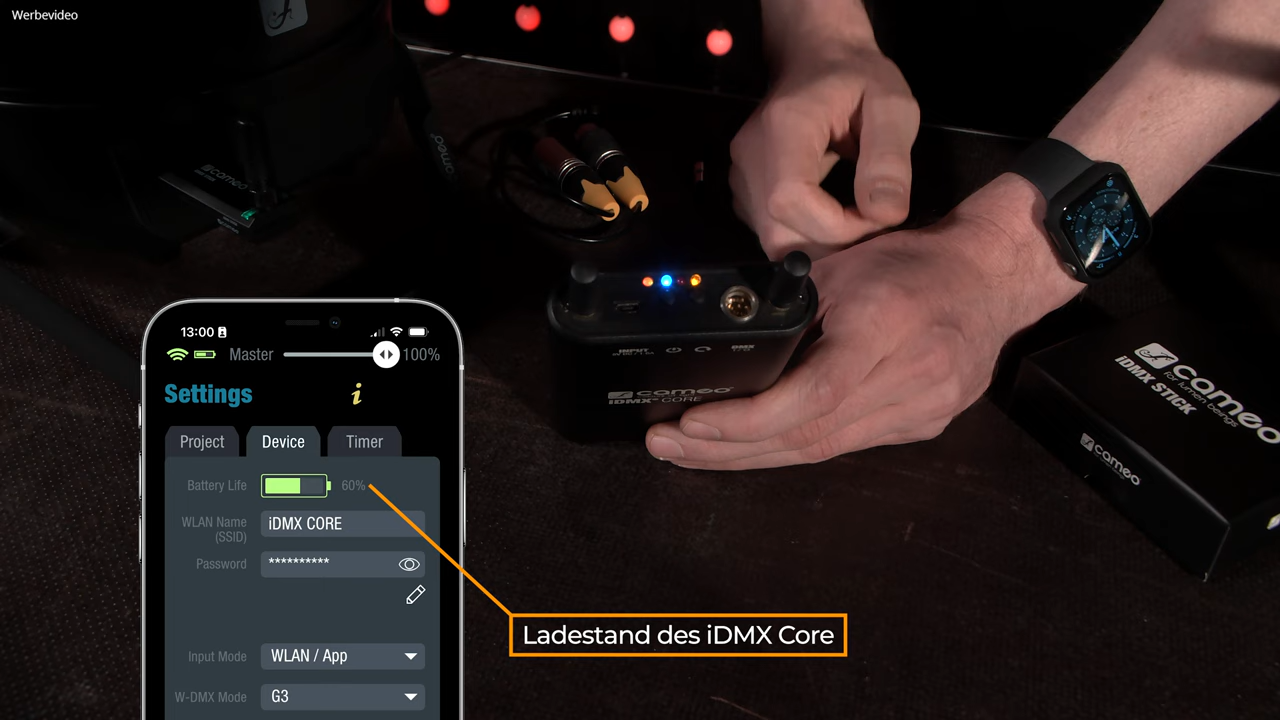 Werbevideo
cameo
cameo
13:00
Master
100%
Settings
i
Project
Device
Timer
Battery Life
60%
WLAN Name
(SSID)
iDMX CORE
Password
**********
Input Mode
WLAN / App
W-DMX Mode
G3
INPUT
DMX
cameo
iDMX CORE
Ladestand des iDMX Core
cameo
for lumen beings
iDMX STICK
cameo